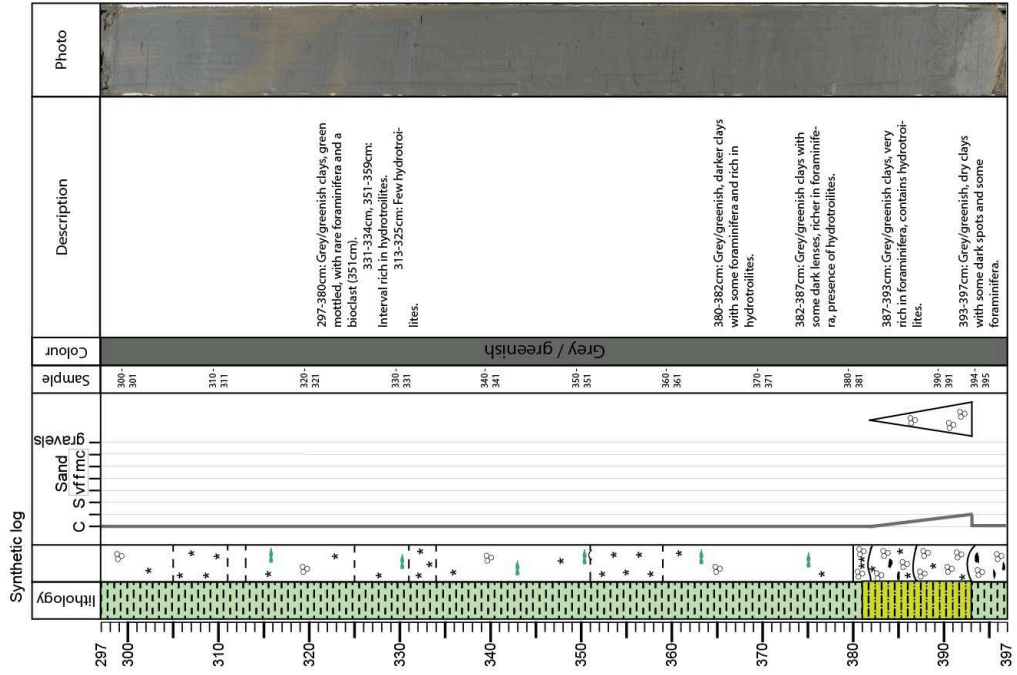 Synthetic log
lithology
C
S
vf
f
m
c
Sand
gravels
Sample
Colour
Description
Photo
297
300
310
320
330
340
350
360
370
380
390
397
300-
301
310-
311
320-
321
330-
331
340-
341
350-
351
360-
361
370-
371
380-
381
390-
391
394-
395
Grey / greenish
297-380cm: Grey/greenish clays, green
mottled, with rare foraminifera and a
bioclast (351cm).
331-334cm, 351-359cm:
Interval rich in hydrotroilites.
313-325cm: Few hydrotroi-
lites.
380-382cm: Grey/greenish, darker clays
with some foraminifera and rich in
hydrotroilites.
382-387cm: Grey/greenish clays with
some dark lenses, richer in foraminife-
ra, presence of hydrotroilites.
387-393cm: Grey/greenish clays, very
rich in foraminifera, contains hydrotroi-
lites.
393-397cm: Grey/greenish, dry clays
with some dark spots and some
foraminifera.